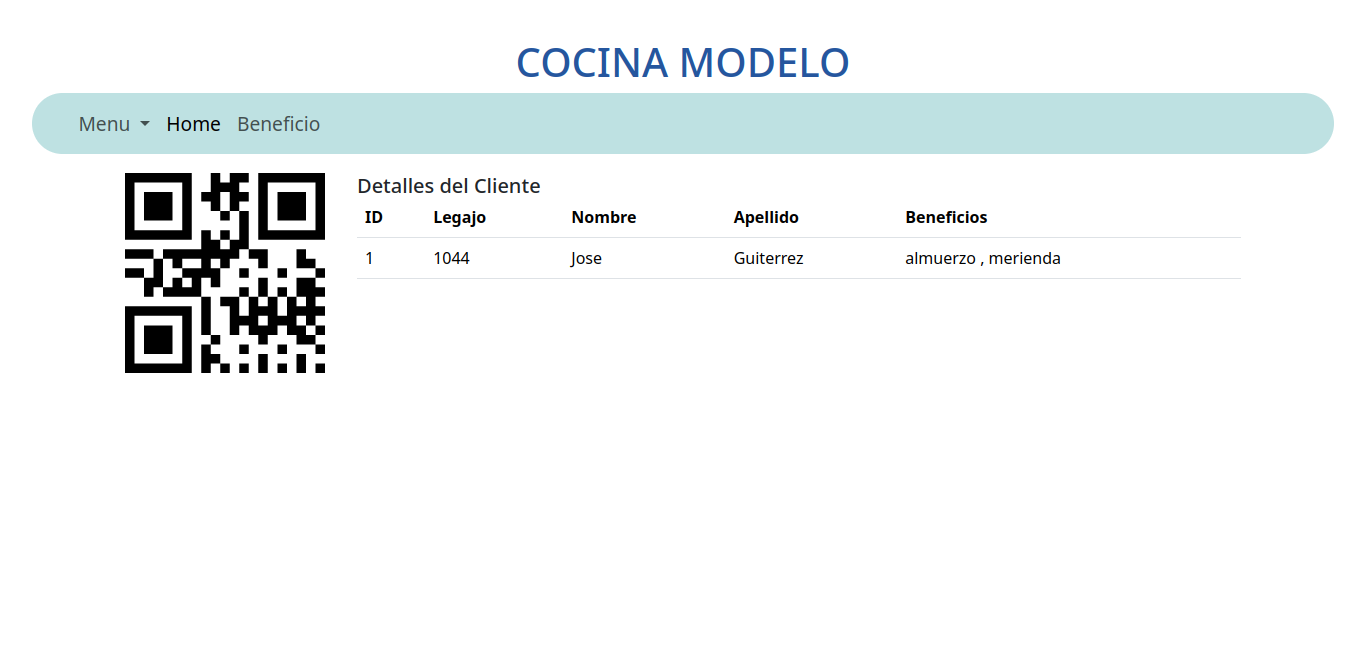 COCINA MODELO
Menu Home Beneficio
Detalles del Cliente
ID Legajo Nombre Apellido Beneficios
1 1044 Jose Guiterrez almuerzo , merienda